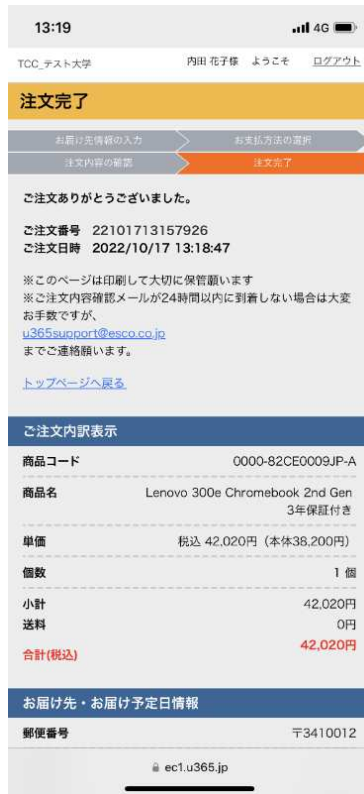 13:19 4G
TCC_テスト大学 内田 花子様 ようこそ ログアウト
注文完了
お届け先情報の入力 お支払方法の選択
注文内容の確認 注文完了
ご注文ありがとうございました。
ご注文番号 22101713157926
ご注文日時 2022/10/17 13:18:47
※このページは印刷して大切に保管願います
※ご注文内容確認メールが24時間以内に到着しない場合は大変
お手数ですが、
u365support@esco.co.jp
までご連絡願います。
トップページへ戻る
ご注文内訳表示
商品コード 0000-82CE0009JP-A
商品名 Lenovo 300e Chromebook 2nd Gen
3年保証付き
単価 税込 42,020円（本体38,200円）
個数 1 個
小計 42,020円
送料 0円
合計(税込) 42,020円
お届け先・お届け予定日情報
郵便番号 〒3410012
ec1.u365.jp